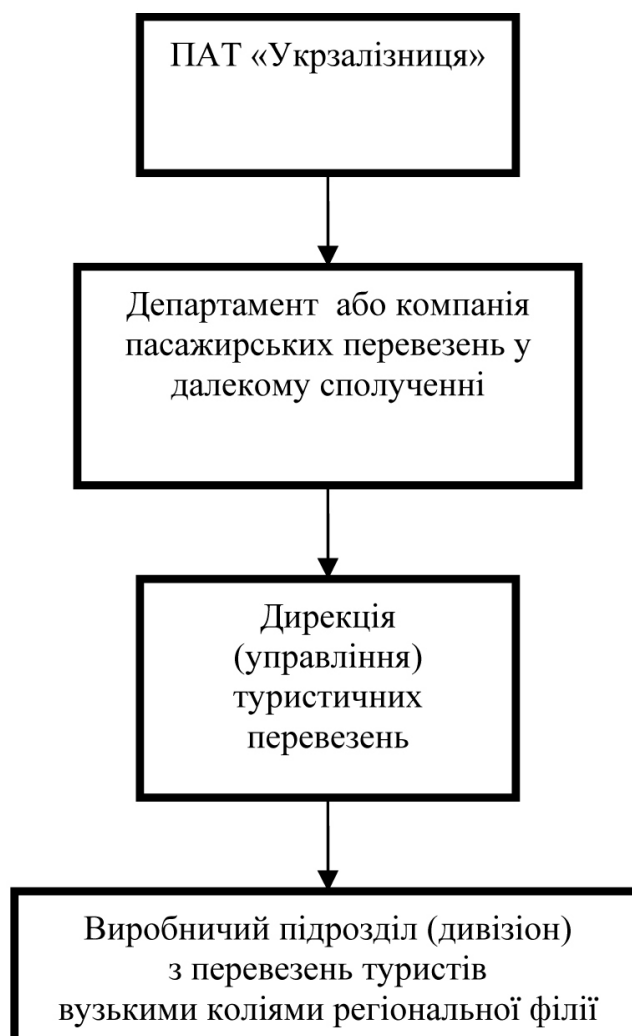 ПАТ «Укрзалізниця»
Департамент або компанія
пасажирських перевезень у
далекому сполученні
Дирекція
(управління)
туристичних
перевезень
Виробничий підрозділ (дивізіон)
з перевезень туристів
вузькими коліями регіональної філії